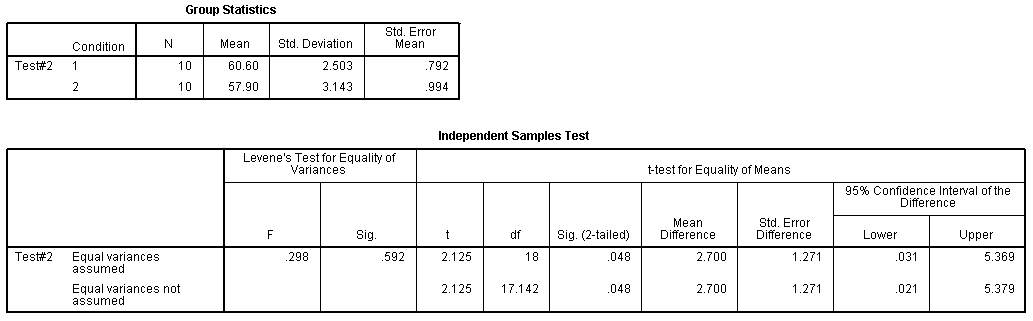 Group Statistics
Condition N Mean Std. Deviation Std. Error Mean
Test#2 1 10 60.60 2.503 .792
2 10 57.90 3.143 .994
Independent Samples Test
Levene's Test for Equality of Variances
t-test for Equality of Means
95% Confidence Interval of the Difference
F Sig. t df Sig. (2-tailed) Mean Difference Std. Error Difference Lower Upper
Test#2 Equal variances assumed .298 .592 2.125 18 .048 2.700 1.271 .031 5.369
Equal variances not assumed 2.125 17.142 .048 2.700 1.271 .021 5.379